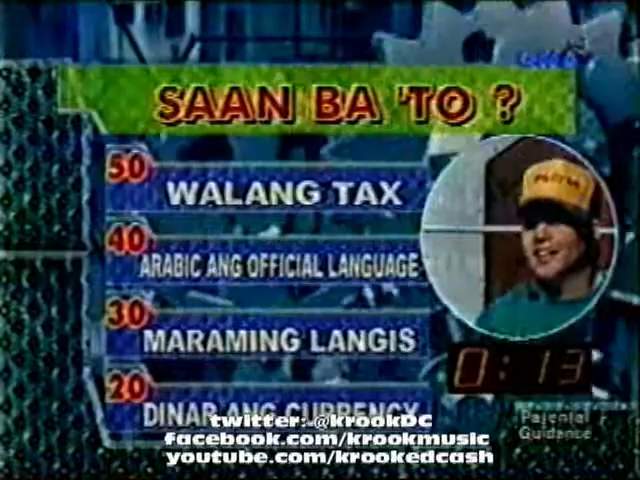 SAAN BA 'TO ?
50
WALANG TAX
40
ARABIC ANG OFFICIAL LANGUAGE
30
MARAMING LANGIS
0:13
20
DINAR ANG CURRENCY
twitter: @krookDC
facebook.com/krookmusic
youtube.com/krookedcash
Parental
Guidance